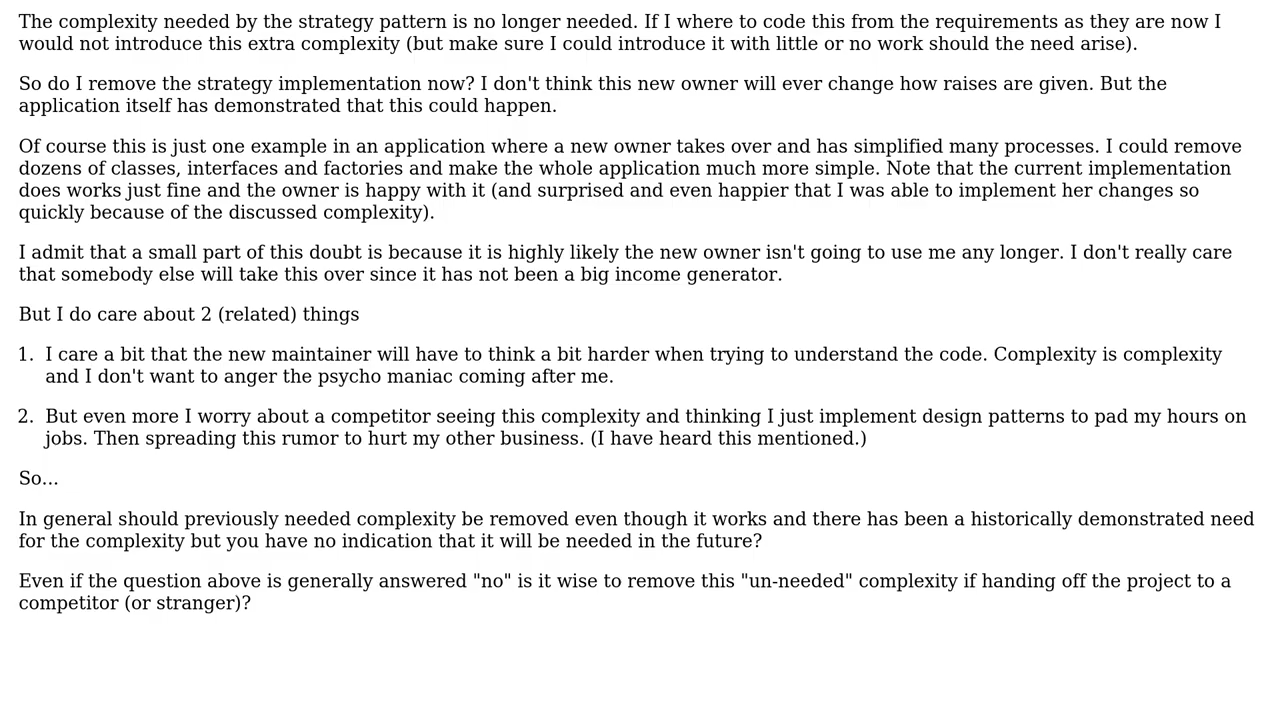 The complexity needed by the strategy pattern is no longer needed. If I where to code this from the requirements as they are now I
would not introduce this extra complexity (but make sure I could introduce it with little or no work should the need arise).
So do I remove the strategy implementation now? I don't think this new owner will ever change how raises are given. But the
application itself has demonstrated that this could happen.
Of course this is just one example in an application where a new owner takes over and has simplified many processes. I could remove
dozens of classes, interfaces and factories and make the whole application much more simple. Note that the current implementation
does works just fine and the owner is happy with it (and surprised and even happier that I was able to implement her changes so
quickly because of the discussed complexity).
I admit that a small part of this doubt is because it is highly likely the new owner isn't going to use me any longer. I don't really care
that somebody else will take this over since it has not been a big income generator.
But I do care about 2 (related) things
1. I care a bit that the new maintainer will have to think a bit harder when trying to understand the code. Complexity is complexity
and I don't want to anger the psycho maniac coming after me.
2. But even more I worry about a competitor seeing this complexity and thinking I just implement design patterns to pad my hours on
jobs. Then spreading this rumor to hurt my other business. (I have heard this mentioned.)
So...
In general should previously needed complexity be removed even though it works and there has been a historically demonstrated need
for the complexity but you have no indication that it will be needed in the future?
Even if the question above is generally answered "no" is it wise to remove this "un-needed" complexity if handing off the project to a
competitor (or stranger)?